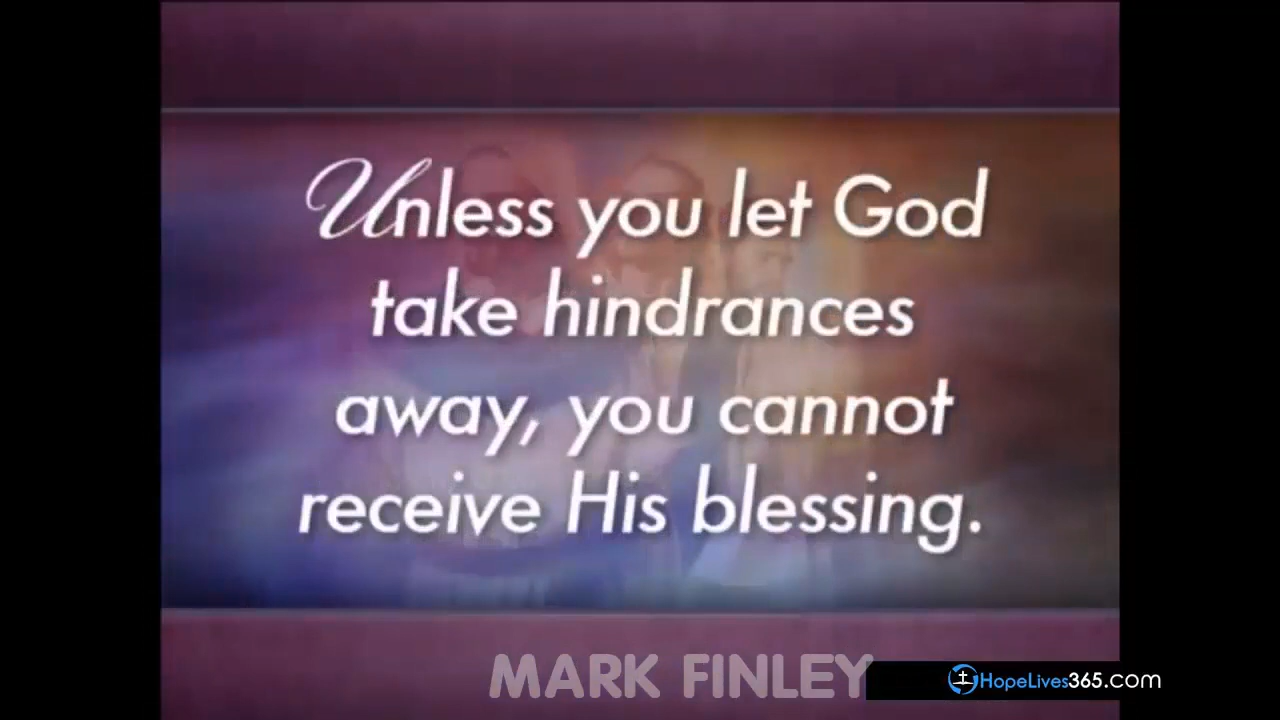 Unless you let God
take hindrances
away, you cannot
receive His blessing.
MARK FINLEY
HopeLives365.com